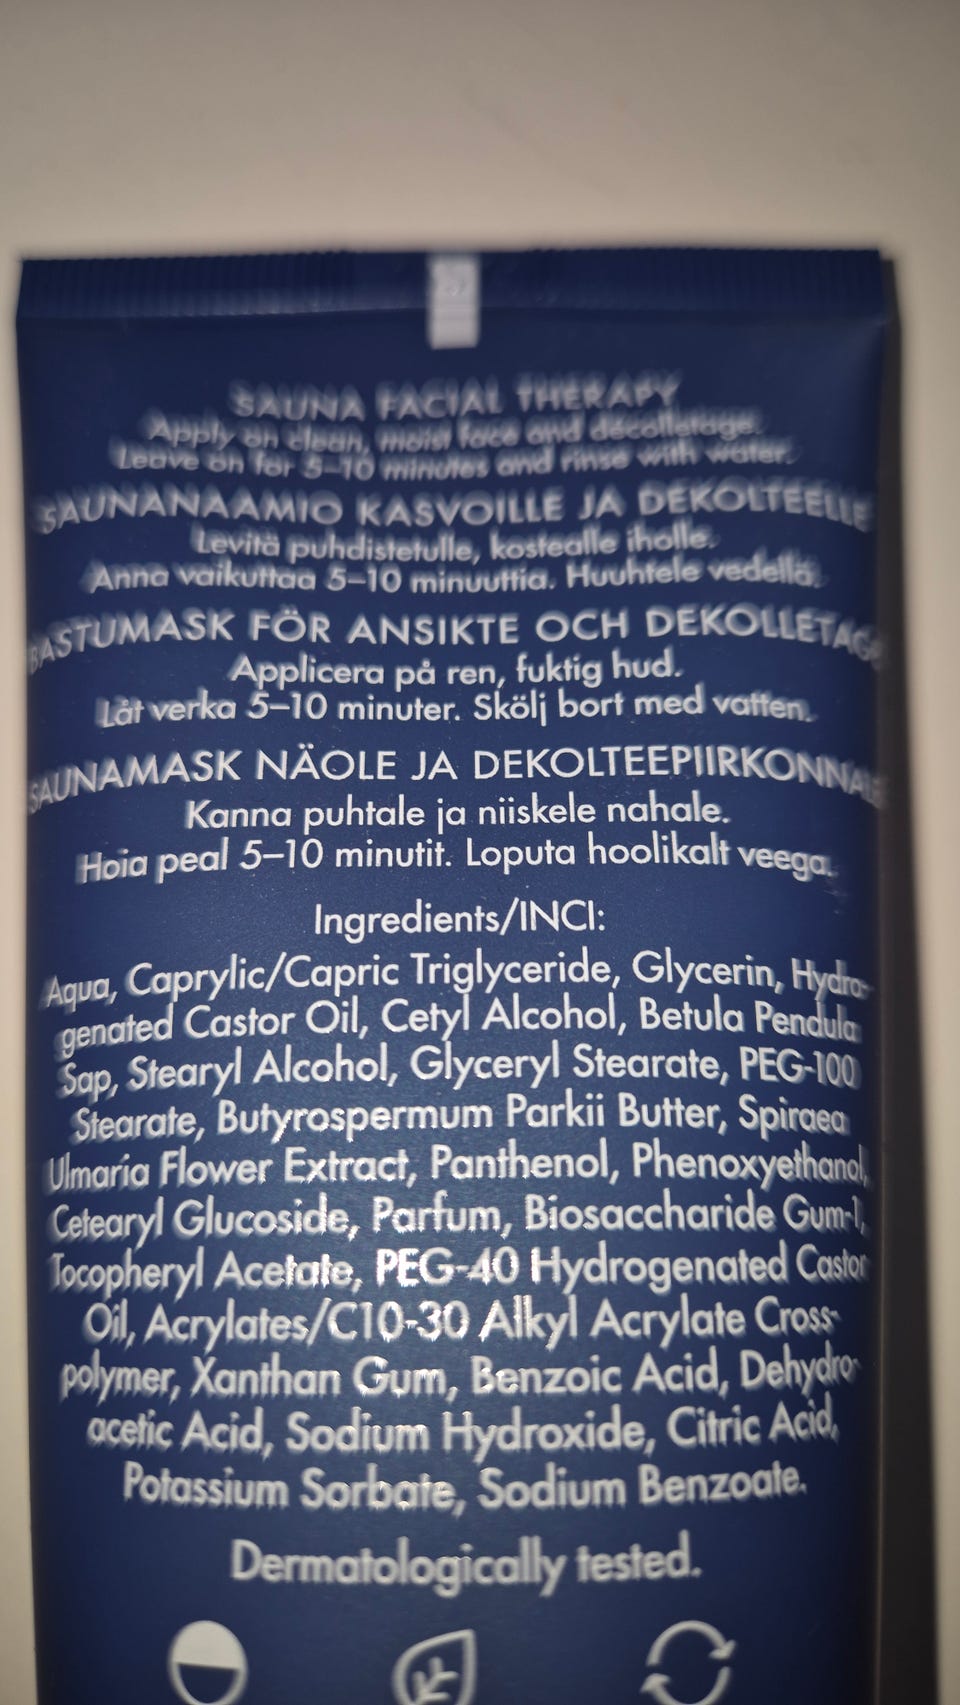 SAUNA FACIAL THERAPY
Apply on clean, moist face and décolletage.
Leave on for 5–10 minutes and rinse with water.
SAUNANAAMIO KASVOILLE JA DEKOLTEELLE
Levitä puhdistetulle, kostealle iholle.
Anna vaikuttaa 5–10 minuuttia. Huuhtele vedellä.
BASTUMASK FÖR ANSIKTE OCH DEKOLLETAGE
Applicera på ren, fuktig hud.
Låt verka 5–10 minuter. Skölj bort med vatten.
SAUNAMASK NÄOLE JA DEKOLTEEPIIRKONNALE
Kanna puhtale ja niiskele nahale.
Hoia peal 5–10 minutit. Loputa hoolikalt veega.
Ingredients/INCI:
Aqua, Caprylic/Capric Triglyceride, Glycerin, Hydro-
genated Castor Oil, Cetyl Alcohol, Betula Pendula
Sap, Stearyl Alcohol, Glyceryl Stearate, PEG-100
Stearate, Butyrospermum Parkii Butter, Spiraea
Ulmaria Flower Extract, Panthenol, Phenoxyethanol,
Cetearyl Glucoside, Parfum, Biosaccharide Gum-1,
Tocopheryl Acetate, PEG-40 Hydrogenated Castor
Oil, Acrylates/C10-30 Alkyl Acrylate Cross-
polymer, Xanthan Gum, Benzoic Acid, Dehydro-
acetic Acid, Sodium Hydroxide, Citric Acid,
Potassium Sorbate, Sodium Benzoate.
Dermatologically tested.